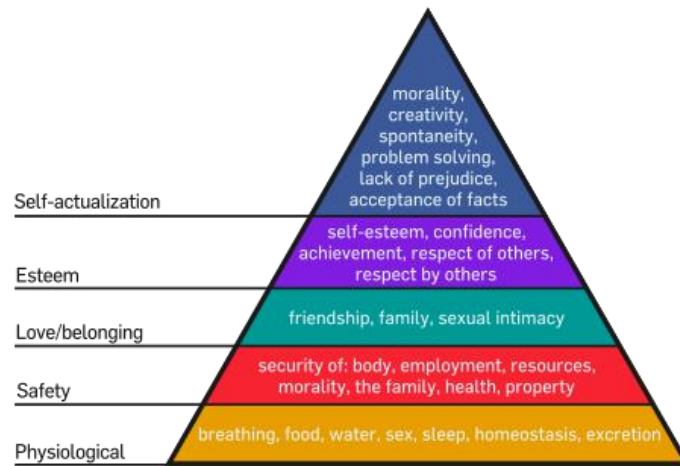 morality,
creativity,
spontaneity,
problem solving,
lack of prejudice,
acceptance of facts
Self-actualization
self-esteem, confidence,
achievement, respect of others,
respect by others
Esteem
friendship, family, sexual intimacy
Love/belonging
security of: body, employment, resources,
morality, the family, health, property
Safety
breathing, food, water, sex, sleep, homeostasis, excretion
Physiological